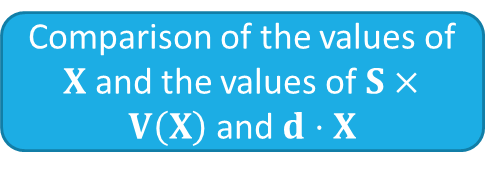 Comparison of the values of
𝐗 and the values of 𝐒 ×
𝐕(𝐗) and 𝐝 · 𝐗